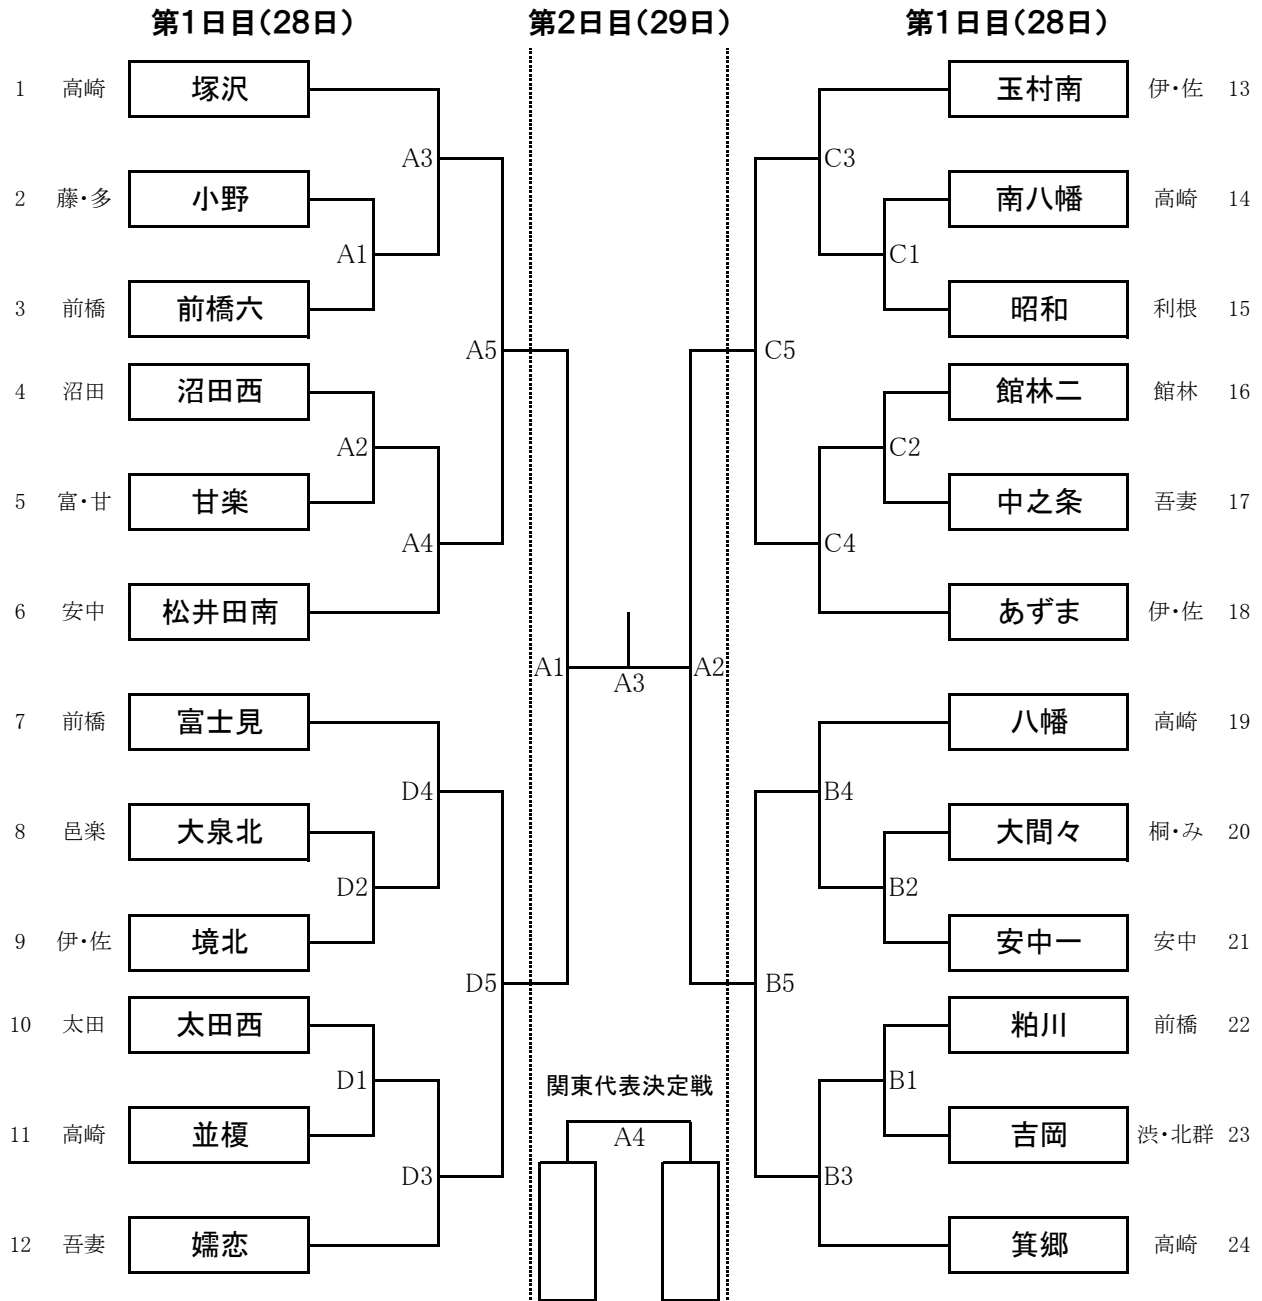 第1日目(28日) 第2日目(29日) 第1日目(28日)
1 高崎 塚沢 玉村南 伊・佐 13
A3 C3
2 藤・多 小野 南八幡 高崎 14
A1 C1
3 前橋 前橋六 昭和 利根 15
A5 C5
4 沼田 沼田西 館林二 館林 16
A2 C2
5 富・甘 甘楽 中之条 吾妻 17
A4 C4
6 安中 松井田南 あずま 伊・佐 18
A1 A3 A2
7 前橋 富士見 八幡 高崎 19
D4 B4
8 邑楽 大泉北 大間々 桐・み 20
D2 B2
9 伊・佐 境北 安中一 安中 21
D5 B5
10 太田 太田西 粕川 前橋 22
D1 関東代表決定戦 B1
11 高崎 並榎 A4 吉岡 渋・北群 23
D3 B3
12 吾妻 嬬恋 箕郷 高崎 24